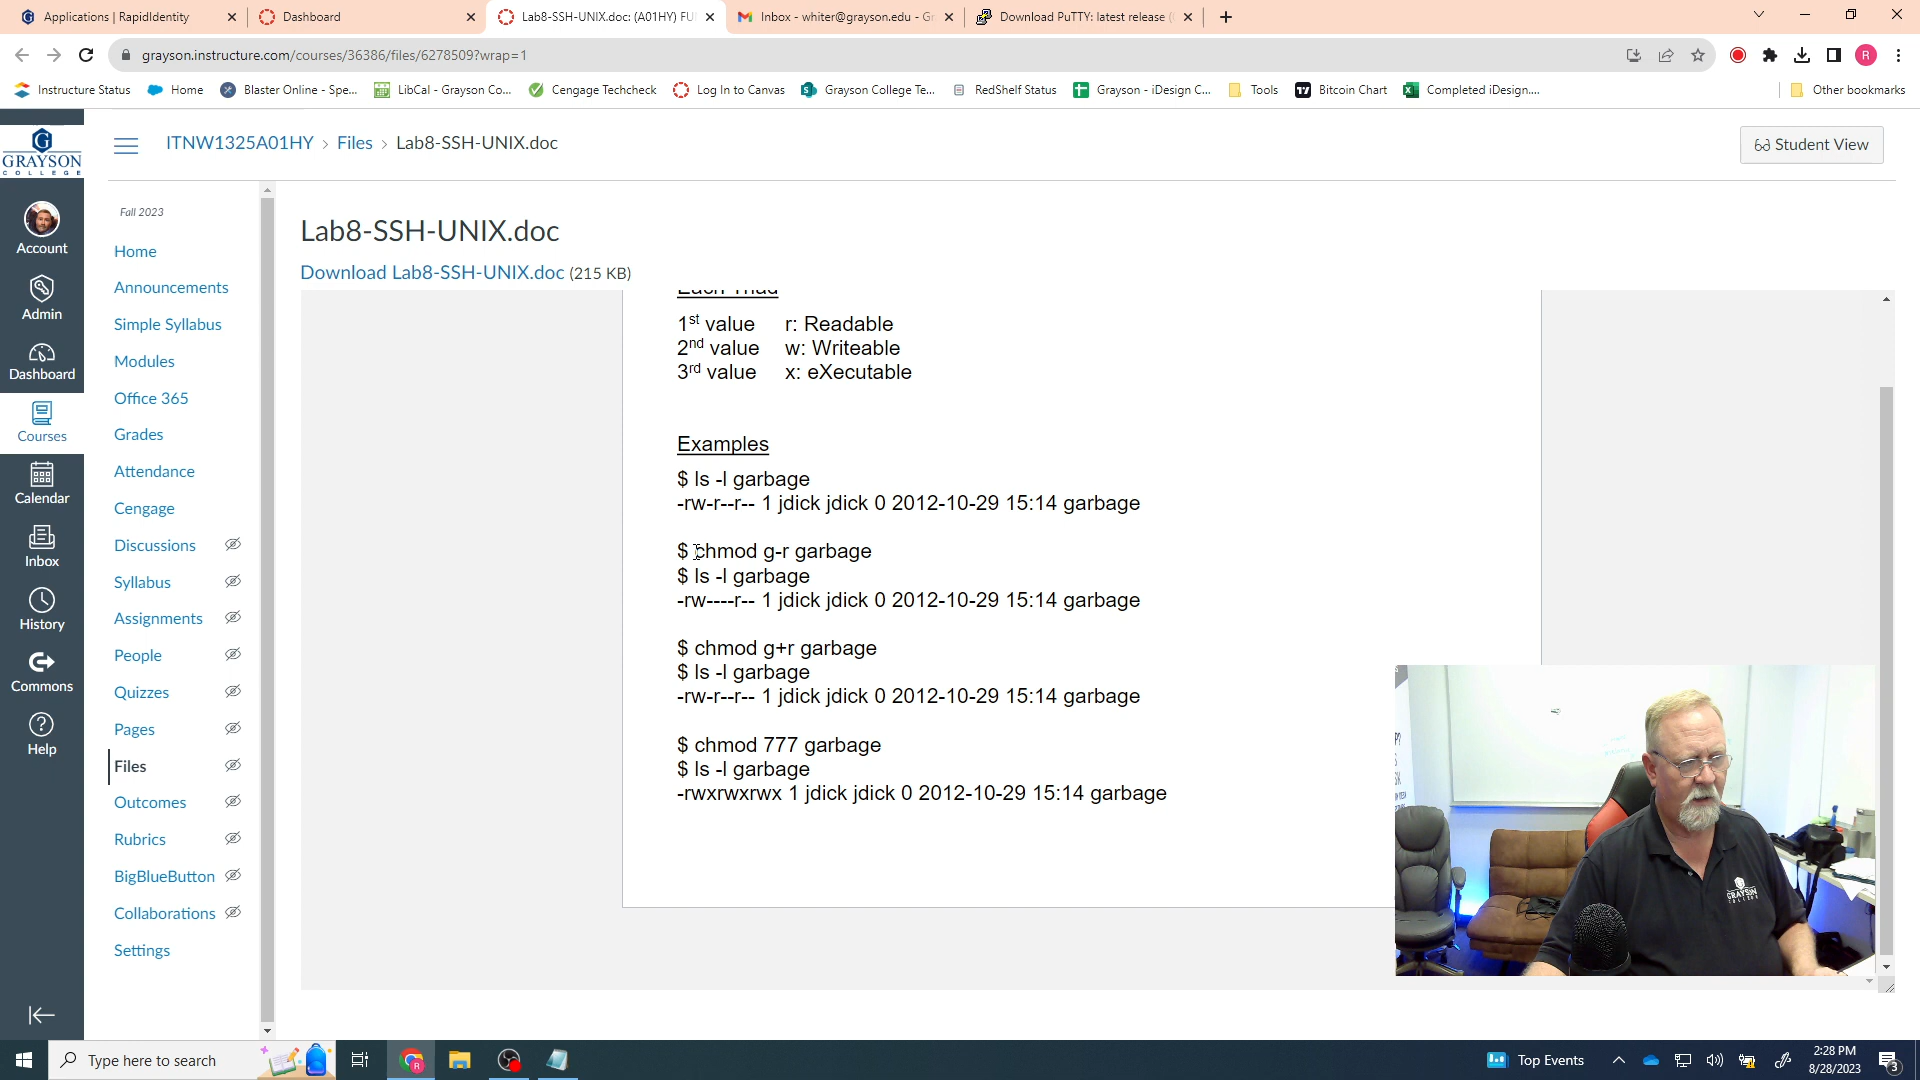 Applications | RapidIdentity
Dashboard
Lab8-SSH-UNIX.doc: (A01HY) FU
Inbox - whiter@grayson.edu - Gr
Download PuTTY: latest release (
grayson.instructure.com/courses/36386/files/6278509?wrap=1
R
Instructure Status
Home
Blaster Online - Spe...
LibCal - Grayson Co...
Cengage Techcheck
Log In to Canvas
Grayson College Te...
RedShelf Status
Grayson - iDesign C...
Tools
Bitcoin Chart
Completed iDesign....
Other bookmarks
GRAYSON
COLLEGE
ITNW1325A01HY › Files › Lab8-SSH-UNIX.doc
Student View
Account
Admin
Dashboard
Courses
Calendar
Inbox
History
Commons
Help
Fall 2023
Home
Announcements
Simple Syllabus
Modules
Office 365
Grades
Attendance
Cengage
Discussions
Syllabus
Assignments
People
Quizzes
Pages
Files
Outcomes
Rubrics
BigBlueButton
Collaborations
Settings
Lab8-SSH-UNIX.doc
Download Lab8-SSH-UNIX.doc (215 KB)
Each Triad
1st value r: Readable
2nd value w: Writeable
3rd value x: eXecutable
Examples
$ ls -l garbage
-rw-r--r-- 1 jdick jdick 0 2012-10-29 15:14 garbage
$ chmod g-r garbage
$ ls -l garbage
-rw----r-- 1 jdick jdick 0 2012-10-29 15:14 garbage
$ chmod g+r garbage
$ ls -l garbage
-rw-r--r-- 1 jdick jdick 0 2012-10-29 15:14 garbage
$ chmod 777 garbage
$ ls -l garbage
-rwxrwxrwx 1 jdick jdick 0 2012-10-29 15:14 garbage
GRAYSON
COLLEGE
Type here to search
Top Events
2:28 PM
8/28/2023
3